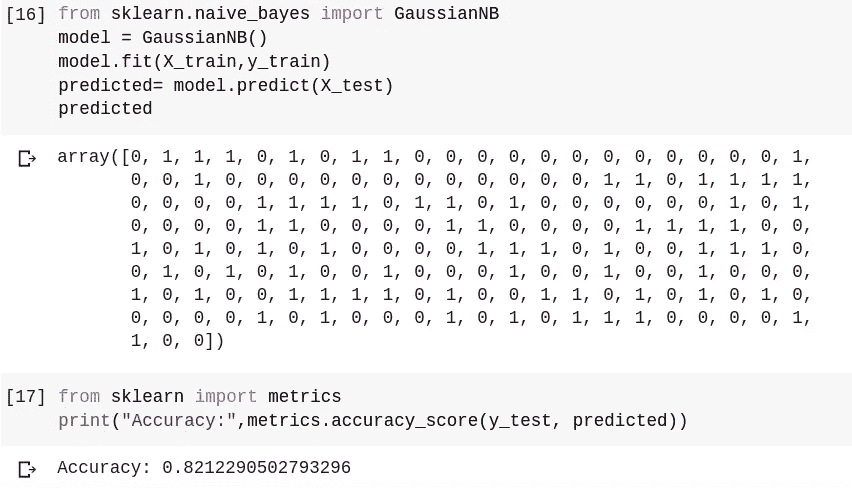 [16] from sklearn.naive_bayes import GaussianNB
model = GaussianNB()
model.fit(X_train,y_train)
predicted= model.predict(X_test)
predicted
array([0, 1, 1, 1, 0, 1, 0, 1, 1, 0, 0, 0, 0, 0, 0, 0, 0, 0, 0, 0, 0, 1,
0, 0, 1, 0, 0, 0, 0, 0, 0, 0, 0, 0, 0, 1, 1, 0, 1, 1, 1, 1,
0, 0, 0, 0, 1, 1, 1, 1, 0, 1, 1, 0, 1, 0, 0, 0, 0, 0, 0, 1, 0, 1,
0, 0, 0, 0, 1, 1, 0, 0, 0, 0, 1, 1, 0, 0, 0, 0, 1, 1, 1, 1, 0, 0,
1, 0, 1, 0, 1, 0, 1, 0, 0, 0, 0, 1, 1, 1, 0, 1, 0, 0, 1, 1, 1, 0,
0, 1, 0, 1, 0, 1, 0, 0, 1, 0, 0, 0, 1, 0, 0, 1, 0, 0, 1, 0, 0, 0,
1, 0, 1, 0, 0, 1, 1, 1, 1, 0, 1, 0, 0, 1, 1, 0, 1, 0, 1, 0, 1, 0,
0, 0, 0, 0, 1, 0, 1, 0, 0, 0, 1, 0, 1, 0, 1, 1, 1, 0, 0, 0, 0, 1,
1, 0, 0])
[17] from sklearn import metrics
print("Accuracy:",metrics.accuracy_score(y_test, predicted))
Accuracy: 0.8212290502793296